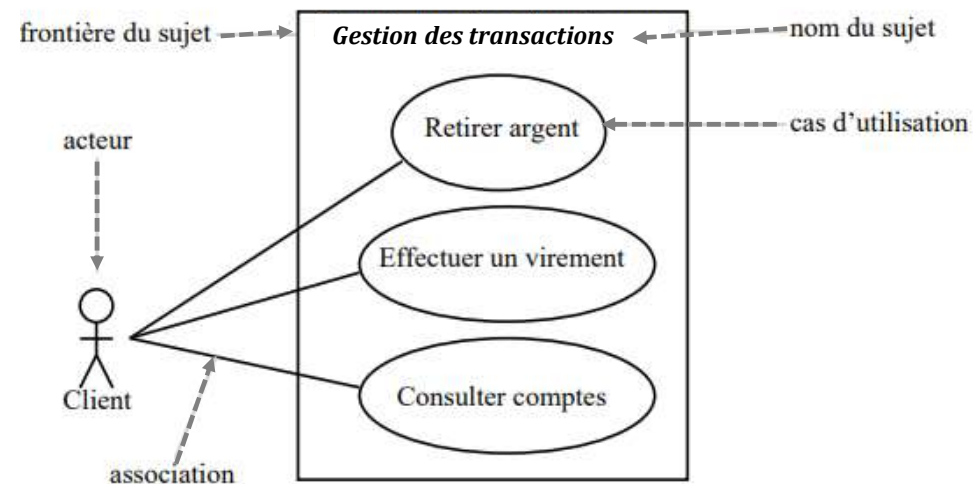 frontière du sujet
Gestion des transactions
nom du sujet
Retirer argent
cas d'utilisation
acteur
Effectuer un virement
Client
Consulter comptes
association